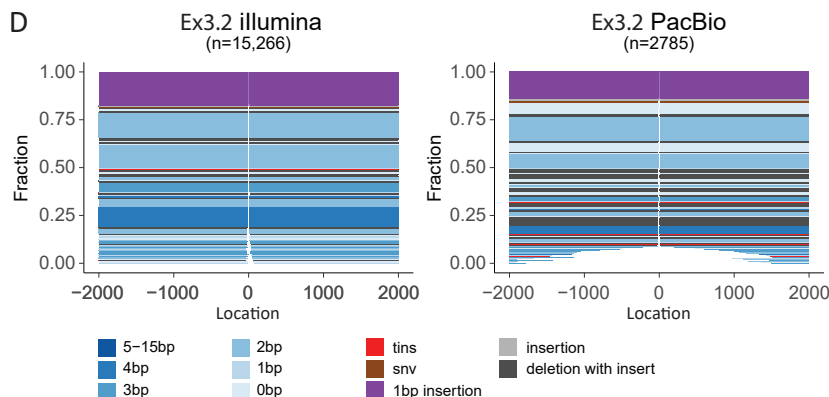 D
Ex3.2 illumina
(n=15,266)
Ex3.2 PacBio
(n=2785)
Fraction
1.00
0.75
0.50
0.25
0.00
−2000 −1000 0 1000 2000
Location
Fraction
1.00
0.75
0.50
0.25
0.00
−2000 −1000 0 1000 2000
Location
5−15bp
4bp
3bp
2bp
1bp
0bp
tins
snv
1bp insertion
insertion
deletion with insert